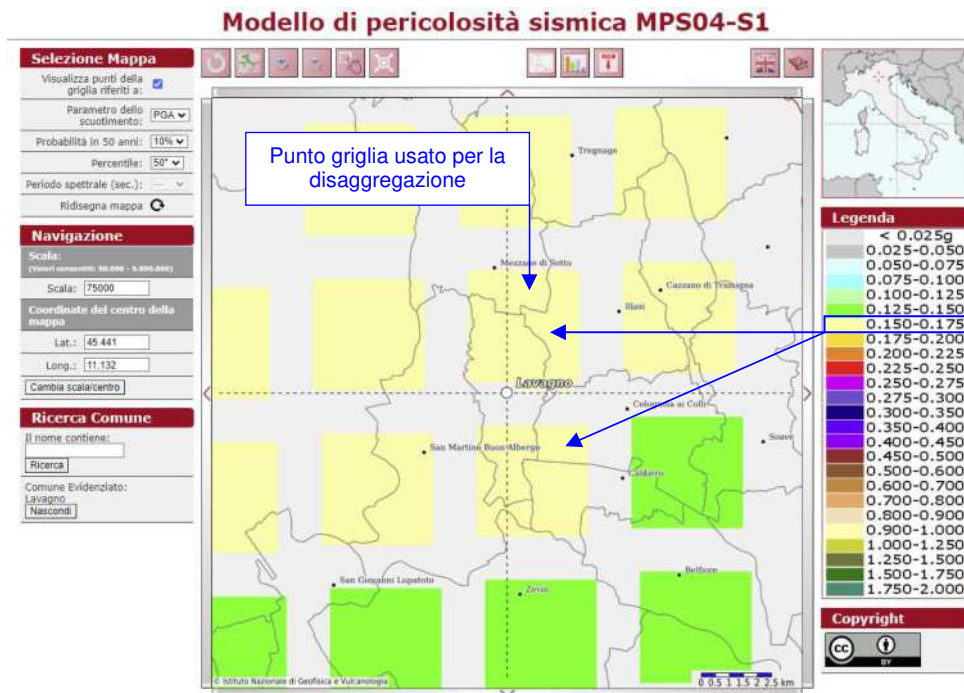 Modello di pericolosità sismica MPS04-S1
Selezione Mappa
Visualizza punti della
griglia riferiti a:
Parametro dello
scuotimento: PGA
Probabilità in 50 anni: 10%
Percentile: 50°
Periodo spettrale (sec.): ---
Ridisegna mappa
Navigazione
Scala:
(Valori consentiti: 50.000 - 5.000.000)
Scala: 75000
Coordinate del centro della
mappa
Lat.: 45.441
Long.: 11.132
Cambia scala/centro
Ricerca Comune
Il nome contiene:
Ricerca
Comune Evidenziato:
Lavagno
Nascondi
Punto griglia usato per la
disaggregazione
Tregnago
Mezzane di Sotto
Cazzano di Tramigna
Illasi
Lavagno
Colognola ai Colli
San Martino Buon Albergo
Soave
Caldiero
San Giovanni Lupatoto
Belfiore
Zevio
© Istituto Nazionale di Geofisica e Vulcanologia
0 0.5 1 1.5 2 2.5 km
Legenda
< 0.025g
0.025-0.050
0.050-0.075
0.075-0.100
0.100-0.125
0.125-0.150
0.150-0.175
0.175-0.200
0.200-0.225
0.225-0.250
0.250-0.275
0.275-0.300
0.300-0.350
0.350-0.400
0.400-0.450
0.450-0.500
0.500-0.600
0.600-0.700
0.700-0.800
0.800-0.900
0.900-1.000
1.000-1.250
1.250-1.500
1.500-1.750
1.750-2.000
Copyright
cc
BY